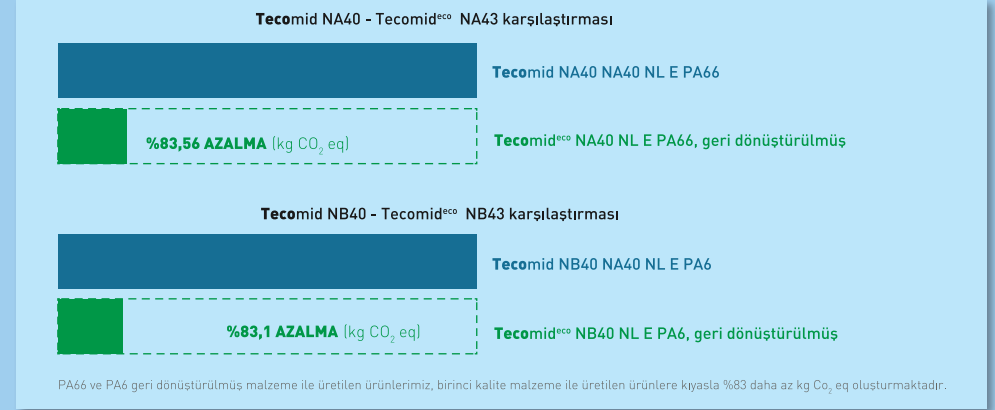 Tecomid NA40 - Tecomidᵉᶜᵒ NA43 karşılaştırması
Tecomid NA40 NA40 NL E PA66
%83,56 AZALMA (kg CO₂ eq)
Tecomidᵉᶜᵒ NA40 NL E PA66, geri dönüştürülmüş
Tecomid NB40 - Tecomidᵉᶜᵒ NB43 karşılaştırması
Tecomid NB40 NA40 NL E PA6
%83,1 AZALMA (kg CO₂ eq)
Tecomidᵉᶜᵒ NB40 NL E PA6, geri dönüştürülmüş
PA66 ve PA6 geri dönüştürülmüş malzeme ile üretilen ürünlerimiz, birinci kalite malzeme ile üretilen ürünlere kıyasla %83 daha az kg Co₂ eq oluşturmaktadır.